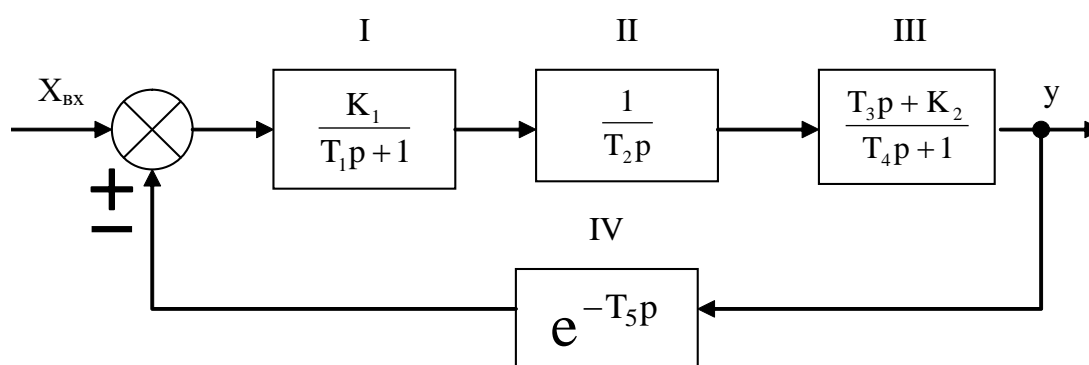 I II III
X_вх
K₁
T₁p + 1
1
T₂p
T₃p + K₂
T₄p + 1
y
+
−
IV
e^{−T₅p}